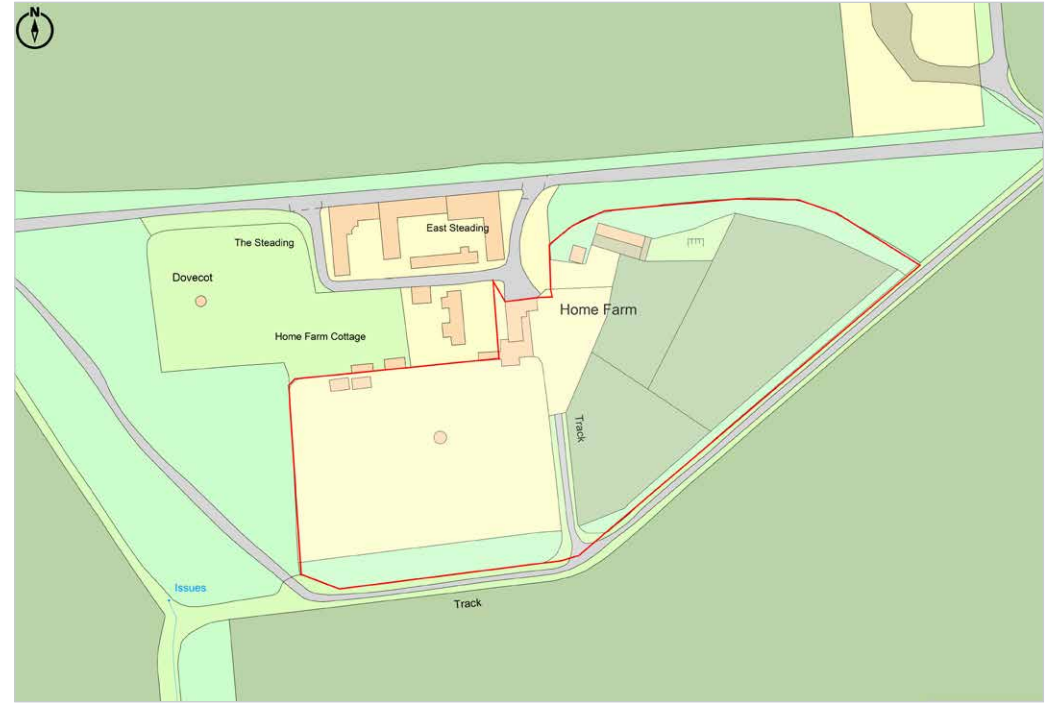 N
East Steading
The Steading
Dovecot
Home Farm
Home Farm Cottage
Track
Issues
Track